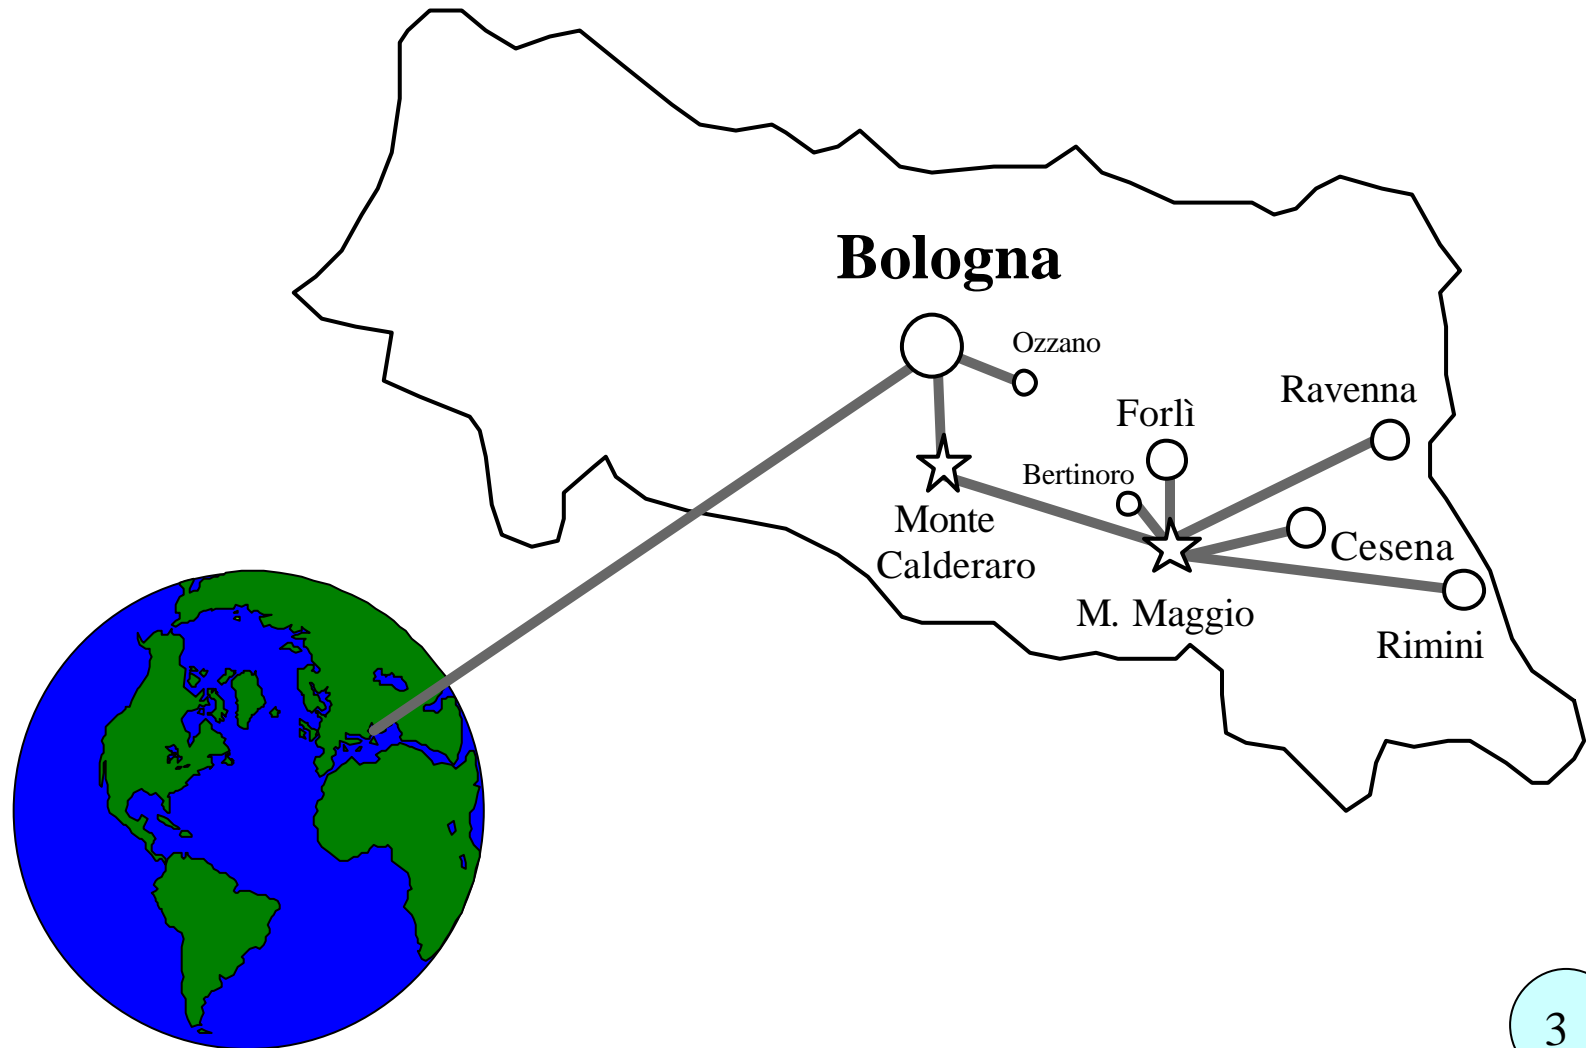 Bologna
Ozzano
Ravenna
Forlì
Bertinoro
Monte
Calderaro
Cesena
M. Maggio
Rimini
3